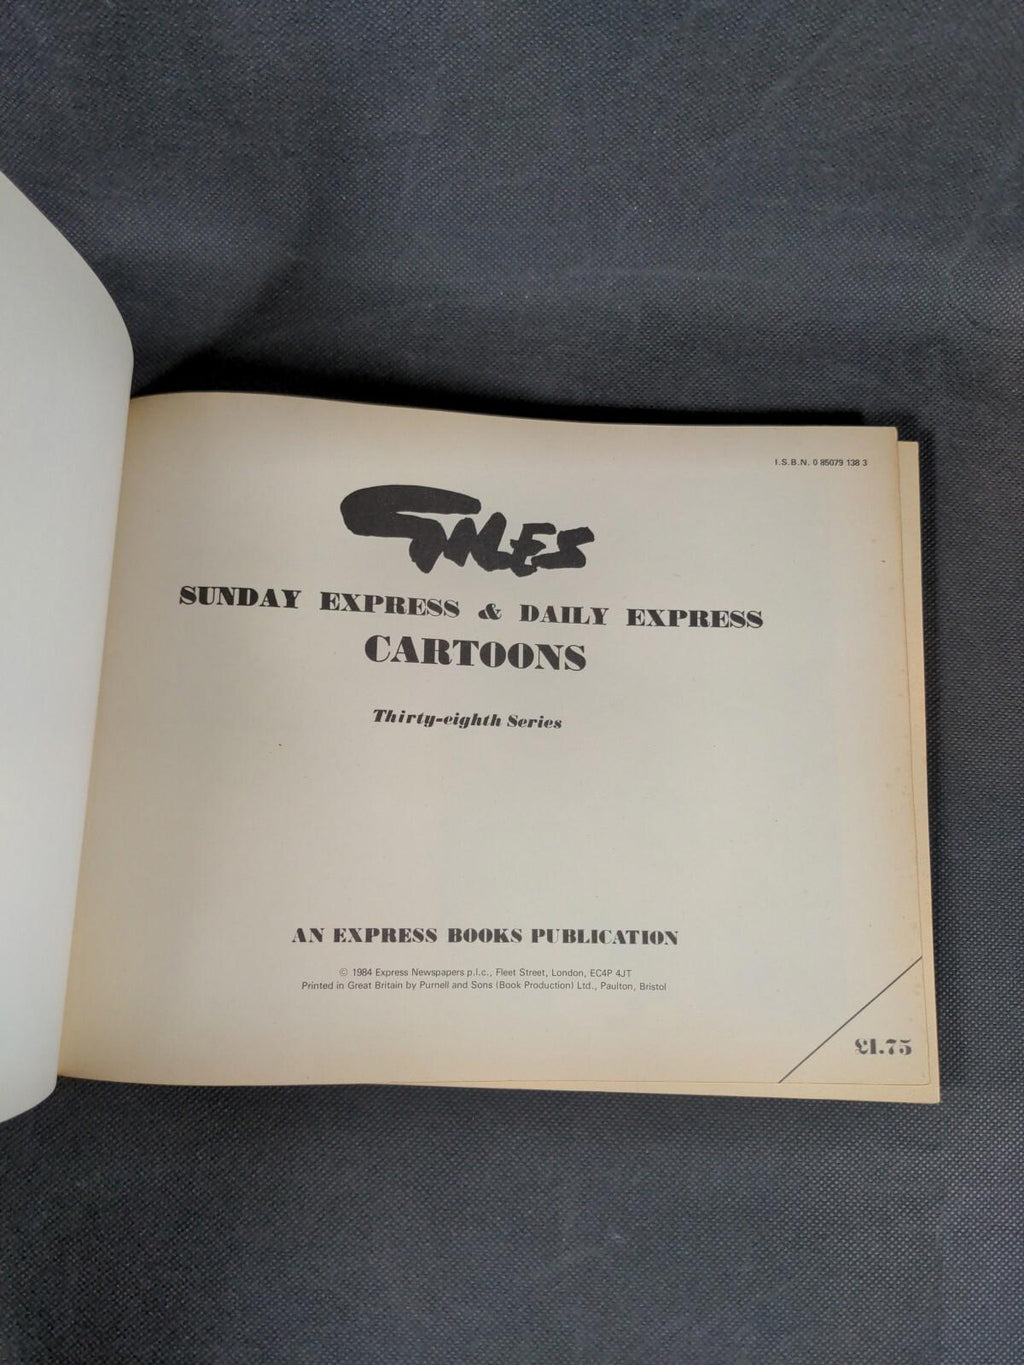 I.S.B.N. 0 85079 138 3
GILES
SUNDAY EXPRESS & DAILY EXPRESS
CARTOONS
Thirty-eighth Series
AN EXPRESS BOOKS PUBLICATION
© 1984 Express Newspapers p.l.c., Fleet Street, London, EC4P 4JT
Printed in Great Britain by Purnell and Sons (Book Production) Ltd., Paulton, Bristol
£1.75